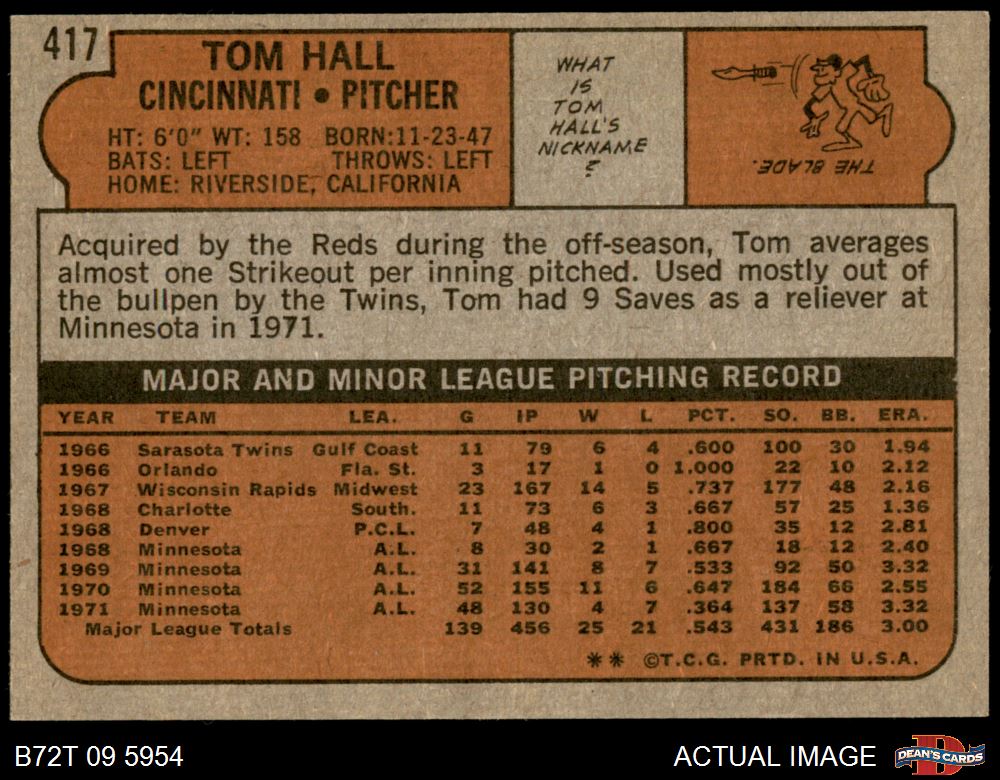 417
TOM HALL
CINCINNATI • PITCHER
HT: 6'0" WT: 158 BORN: 11-23-47
BATS: LEFT THROWS: LEFT
HOME: RIVERSIDE, CALIFORNIA
WHAT
IS
TOM
HALL'S
NICKNAME
?
THE BLADE.
Acquired by the Reds during the off-season, Tom averages
almost one Strikeout per inning pitched. Used mostly out of
the bullpen by the Twins, Tom had 9 Saves as a reliever at
Minnesota in 1971.
MAJOR AND MINOR LEAGUE PITCHING RECORD
YEAR TEAM LEA. G IP W L PCT. SO. BB. ERA.
1966 Sarasota Twins Gulf Coast 11 79 6 4 .600 100 30 1.94
1966 Orlando Fla. St. 3 17 1 0 1.000 22 10 2.12
1967 Wisconsin Rapids Midwest 23 167 14 5 .737 177 48 2.16
1968 Charlotte South. 11 73 6 3 .667 57 25 1.36
1968 Denver P.C.L. 7 48 4 1 .800 35 12 2.81
1968 Minnesota A.L. 8 30 2 1 .667 18 12 2.40
1969 Minnesota A.L. 31 141 8 7 .533 92 50 3.32
1970 Minnesota A.L. 52 155 11 6 .647 184 66 2.55
1971 Minnesota A.L. 48 130 4 7 .364 137 58 3.32
Major League Totals 139 456 25 21 .543 431 186 3.00
** ©T.C.G. PRTD. IN U.S.A.
B72T 09 5954
ACTUAL IMAGE
DEAN'S CARDS